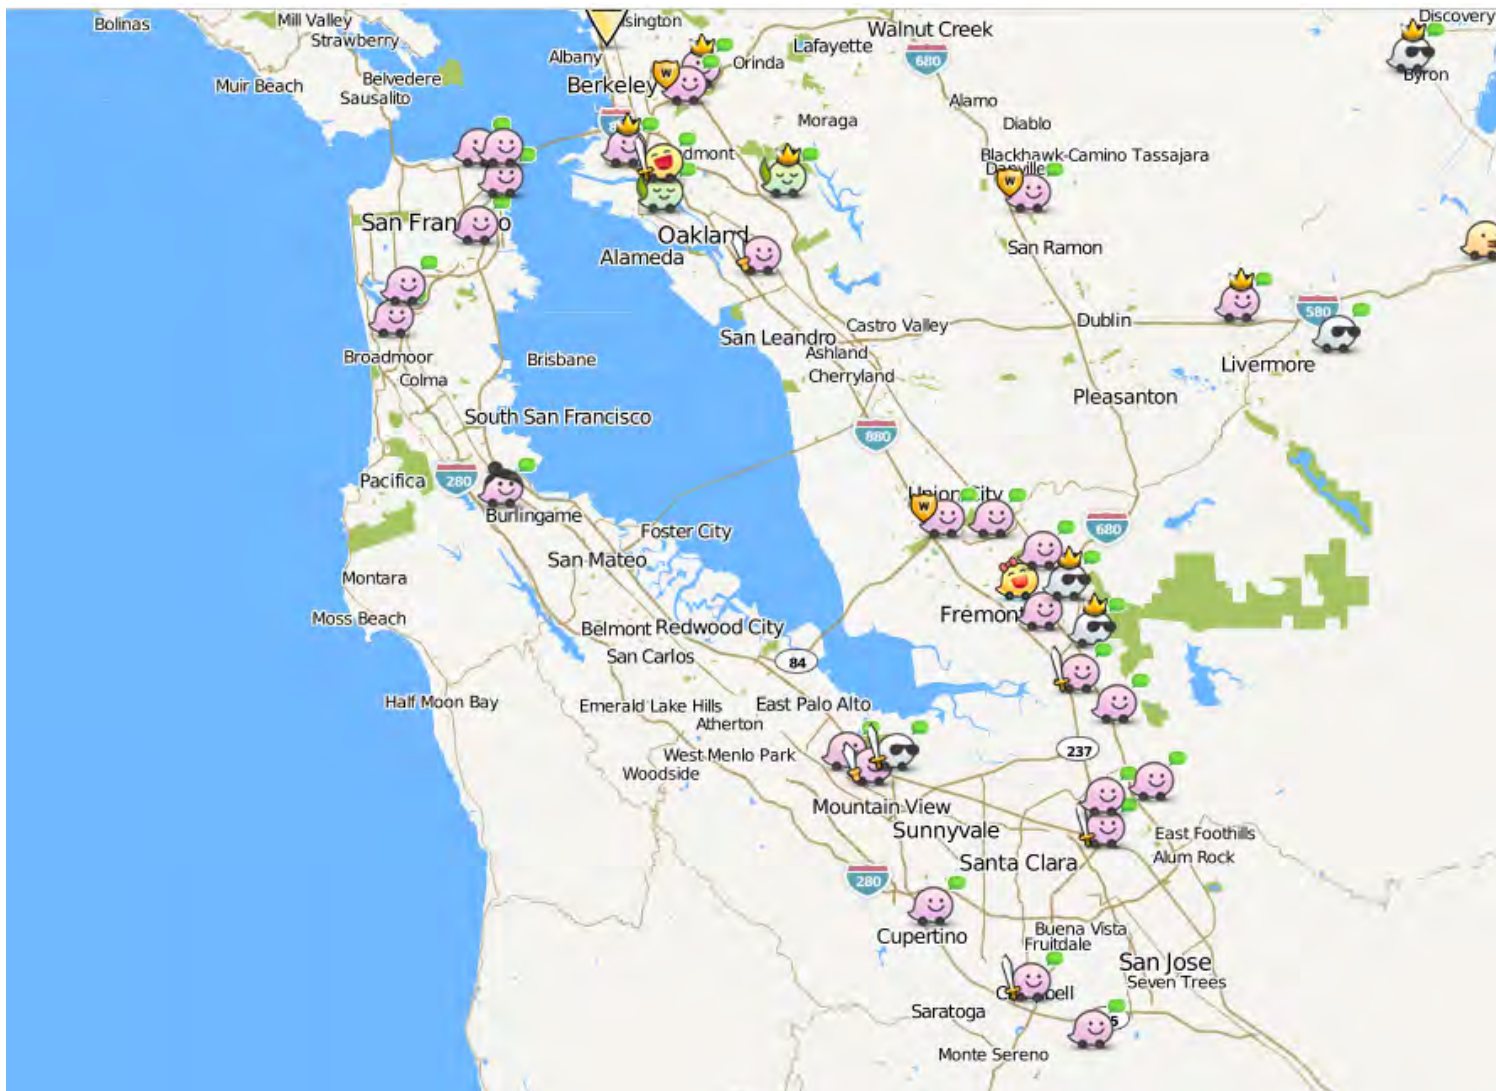 Bolinas
Mill Valley
Strawberry
Discovery
Walnut Creek
Lafayette
Albany
Orinda
680
Belvedere
Muir Beach
Sausalito
Berkeley
W
Byron
Alamo
Moraga
Diablo
Blackhawk-Camino Tassajara
Danville
W
San Francisco
Oakland
San Ramon
Alameda
580
Dublin
Castro Valley
San Leandro
Ashland
Cherryland
Broadmoor
Brisbane
Colma
Livermore
Pleasanton
South San Francisco
880
Pacifica
280
Union City
W
Burlingame
Foster City
680
San Mateo
Montara
Moss Beach
Fremont
Belmont
Redwood City
San Carlos
84
Half Moon Bay
Emerald Lake Hills
East Palo Alto
Atherton
West Menlo Park
237
Woodside
Mountain View
Sunnyvale
East Foothills
Santa Clara
Alum Rock
280
Cupertino
Buena Vista
Fruitdale
San Jose
Seven Trees
Saratoga
Monte Sereno